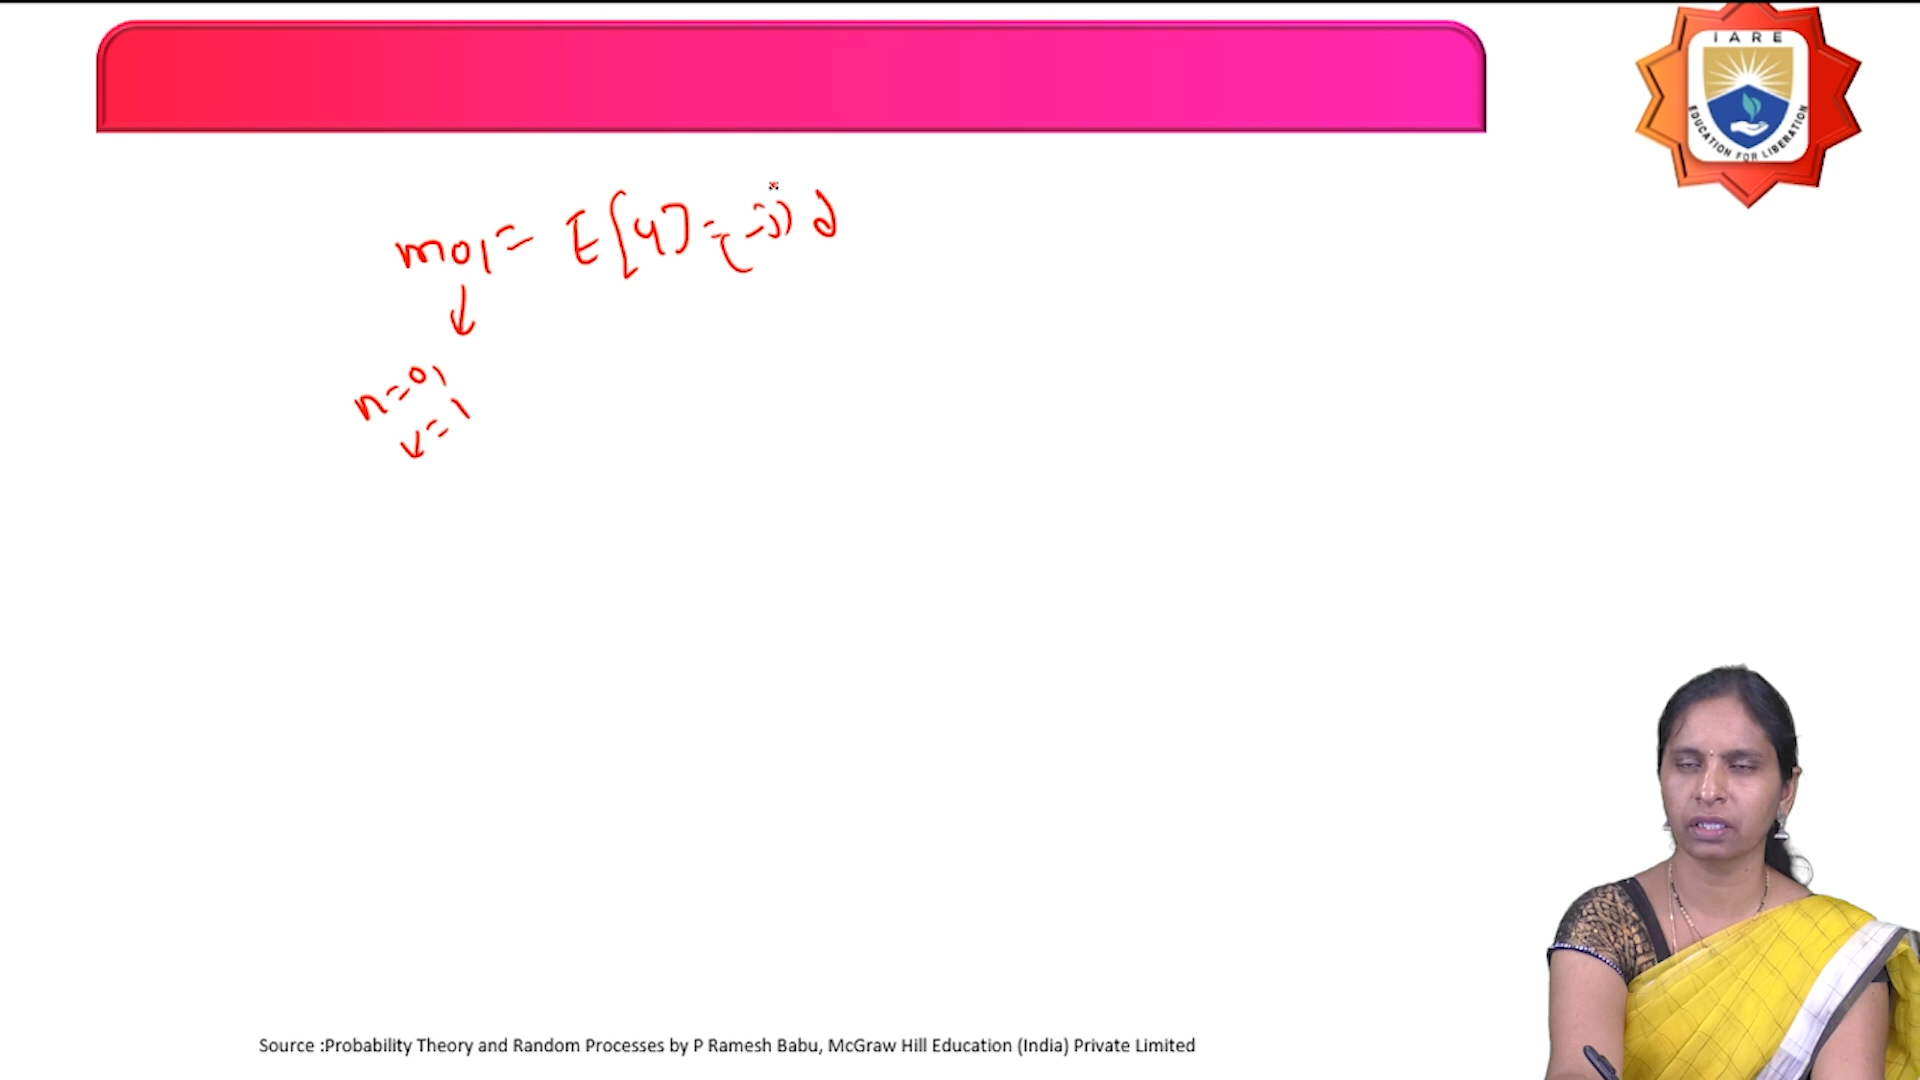 IARE
EDUCATION FOR LIBERATION
m01 = E[Y] = (-j) ∂
↓
n=0,
k=1
Source :Probability Theory and Random Processes by P Ramesh Babu, McGraw Hill Education (India) Private Limited